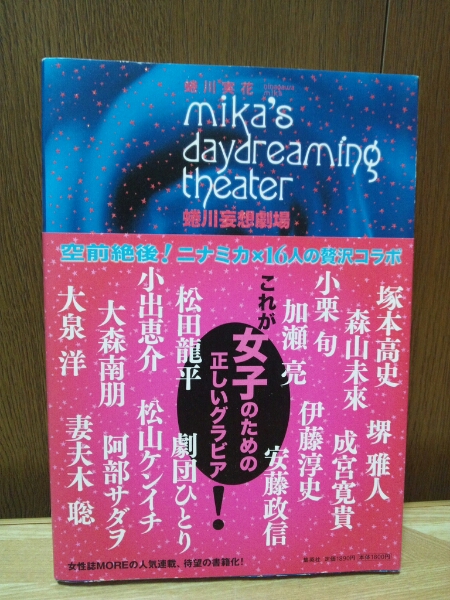 蜷川実花
ninagawa mika
mika's
daydreaming
theater
蜷川妄想劇場
空前絶後!ニナミカ×16人の贅沢コラボ
塚本高史
森山未來
小栗 旬
加瀬 亮
これが
女子のための
正しいグラビア!
松田龍平
小出恵介
大森南朋
大泉 洋
堺 雅人
成宮寛貴
伊藤淳史
安藤政信
劇団ひとり
松山ケンイチ
阿部サダヲ
妻夫木 聡
女性誌MOREの人気連載、待望の書籍化!